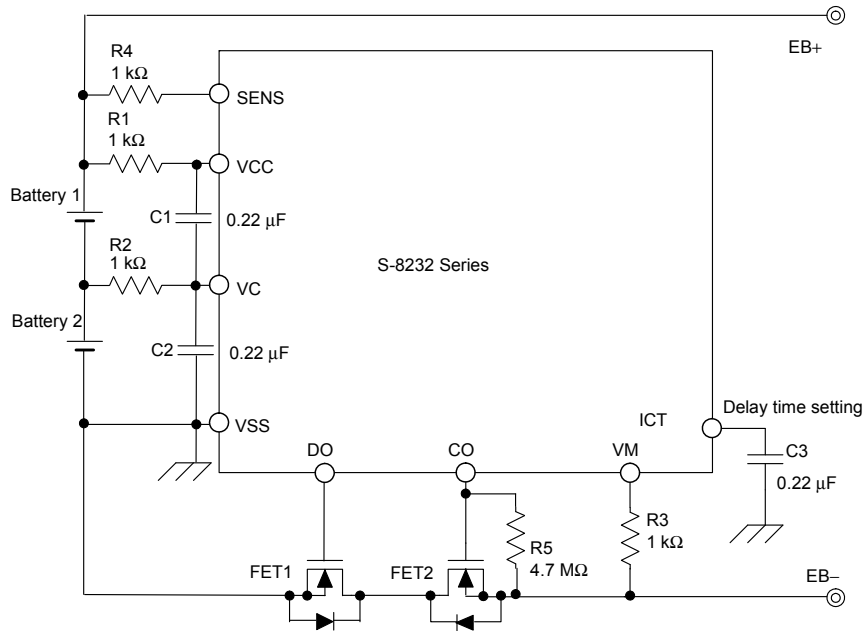 EB+
R4
1 kΩ
SENS
R1
1 kΩ
VCC
Battery 1
C1
0.22 μF
R2
1 kΩ
S-8232 Series
VC
Battery 2
C2
0.22 μF
VSS
ICT
Delay time setting
DO
CO
VM
C3
0.22 μF
R3
1 kΩ
R5
4.7 MΩ
FET1
FET2
EB−